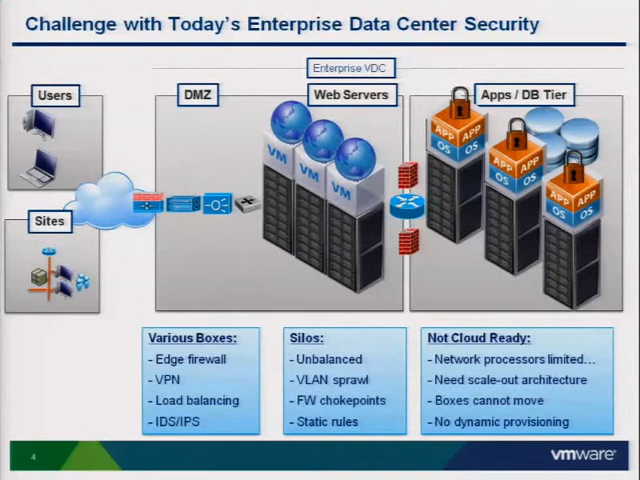 Challenge with Today's Enterprise Data Center Security
Enterprise VDC
Users
DMZ
Web Servers
Apps / DB Tier
Sites
VM
VM
VM
APP APP
OS OS
APP APP
OS OS
APP APP
OS OS
Various Boxes:
- Edge firewall
- VPN
- Load balancing
- IDS/IPS
Silos:
- Unbalanced
- VLAN sprawl
- FW chokepoints
- Static rules
Not Cloud Ready:
- Network processors limited…
- Need scale-out architecture
- Boxes cannot move
- No dynamic provisioning
4
vmware